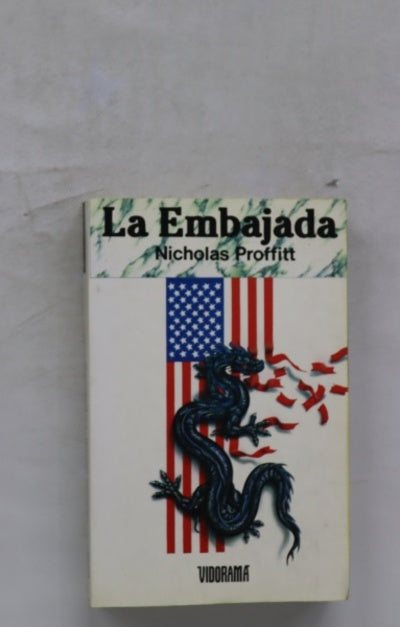 La Embajada
Nicholas Proffitt
VIDORAMA